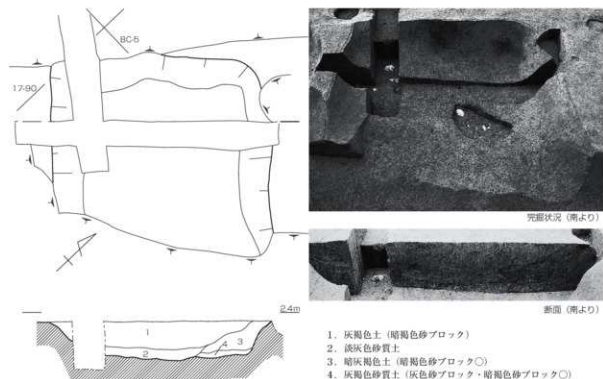 BC-5
17-90
2.4m
1
2
3
4
完掘状況（南より）
断面（南より）
1．灰褐色土（暗褐色砂ブロック）
2．淡灰色砂質土
3．暗灰褐色土（暗褐色砂ブロック○）
4．灰褐色砂質土（灰色砂ブロック・暗褐色砂ブロック○）